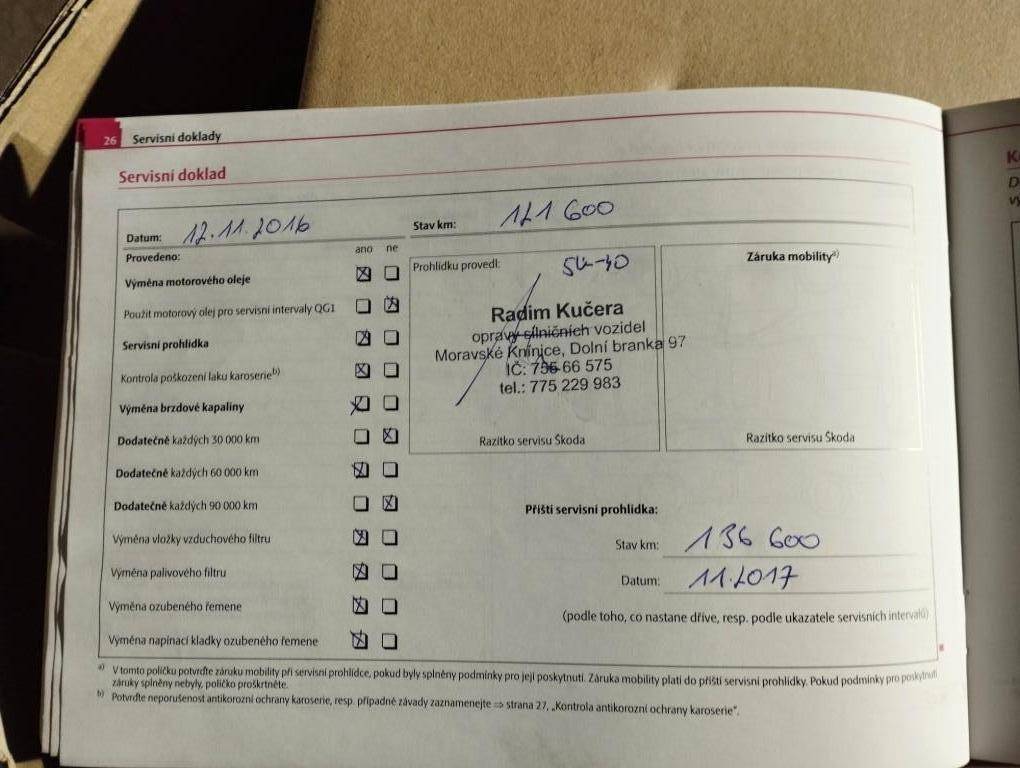 26 Servisní doklady
Servisní doklad
Datum: 12.11.2016
Stav km: 121 600
Provedeno:
ano ne
Výměna motorového oleje
Použit motorový olej pro servisní intervaly QG1
Servisní prohlídka
Kontrola poškození laku karoserie b)
Výměna brzdové kapaliny
Dodatečně každých 30 000 km
Dodatečně každých 60 000 km
Dodatečně každých 90 000 km
Výměna vložky vzduchového filtru
Výměna palivového filtru
Výměna ozubeného řemene
Výměna napínací kladky ozubeného řemene
Prohlídku provedl: 5W-40
Radim Kučera
opravy silničních vozidel
Moravské Knínice, Dolní branka 97
IČ: 756 66 575
tel.: 775 229 983
Razítko servisu Škoda
Záruka mobility a)
Razítko servisu Škoda
Příští servisní prohlídka:
Stav km: 136 600
Datum: 11.2017
(podle toho, co nastane dříve, resp. podle ukazatele servisních intervalů)
a) V tomto políčku potvrďte záruku mobility při servisní prohlídce, pokud byly splněny podmínky pro její poskytnutí. Záruka mobility platí do příští servisní prohlídky. Pokud podmínky pro poskytnutí
záruky splněny nebyly, políčko proškrtněte.
b) Potvrďte neporušenost antikorozní ochrany karoserie, resp. případné závady zaznamenejte ⇒ strana 27, „Kontrola antikorozní ochrany karoserie“.